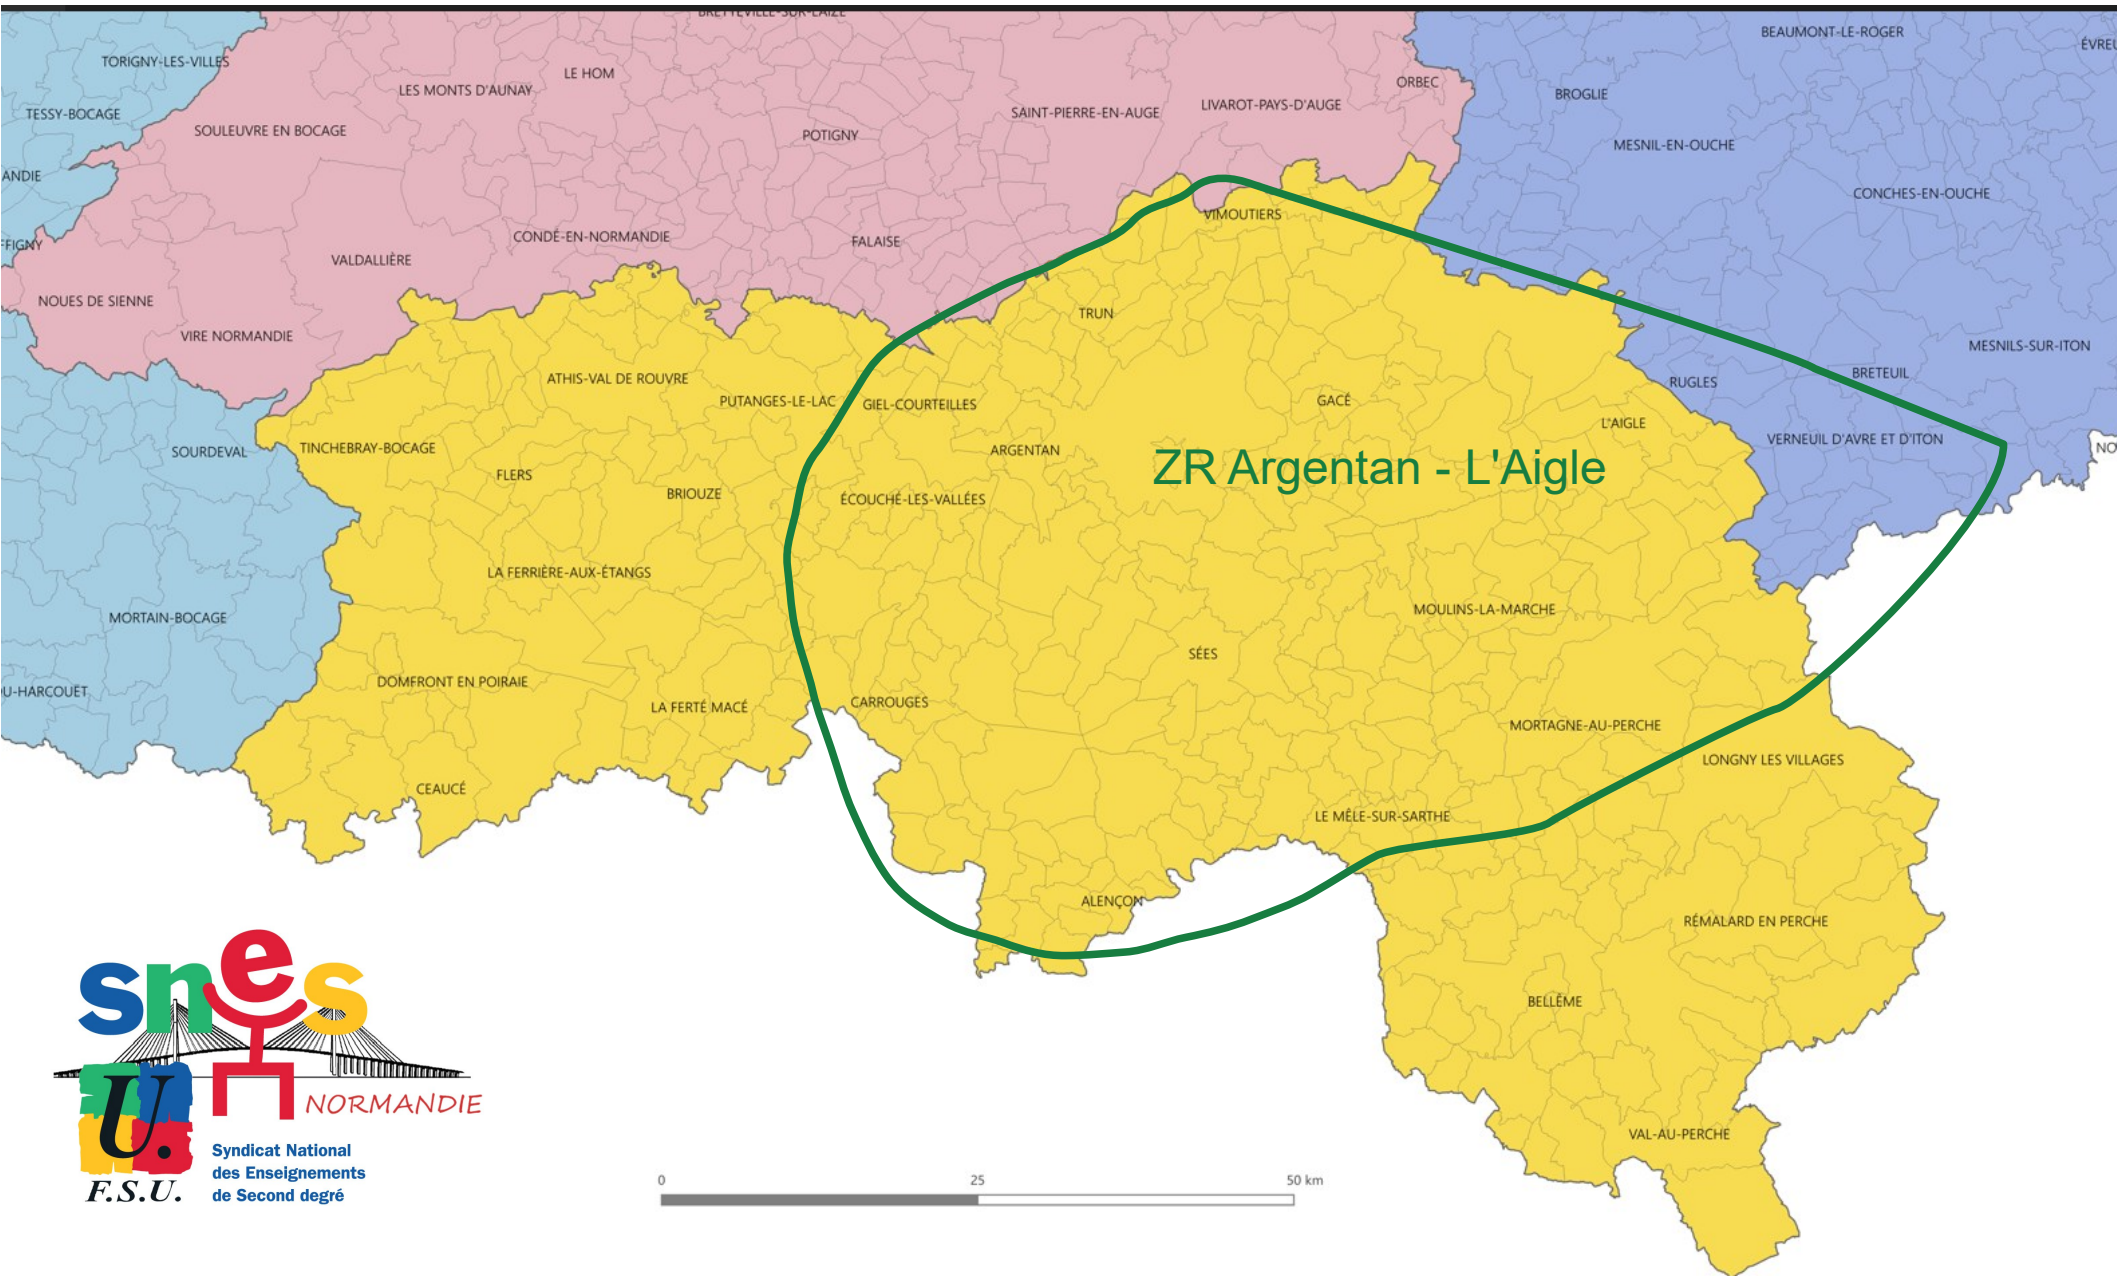 BRETTEVILLE-SUR-LAIZE
BEAUMONT-LE-ROGER
TORIGNY-LES-VILLES
LE HOM
LES MONTS D'AUNAY
ORBEC
BROGLIE
LIVAROT-PAYS-D'AUGE
SAINT-PIERRE-EN-AUGE
TESSY-BOCAGE
SOULEUVRE EN BOCAGE
POTIGNY
MESNIL-EN-OUCHE
ANDIE
CONCHES-EN-OUCHE
VIMOUTIERS
CONDÉ-EN-NORMANDIE
FALAISE
FFIGNY
VALDALLIÈRE
NOUES DE SIENNE
TRUN
VIRE NORMANDIE
MESNILS-SUR-ITON
BRETEUIL
RUGLES
ATHIS-VAL DE ROUVRE
PUTANGES-LE-LAC
GIEL-COURTEILLES
GACÉ
L'AIGLE
VERNEUIL D'AVRE ET D'ITON
NO
TINCHEBRAY-BOCAGE
SOURDEVAL
ARGENTAN
ZR Argentan - L'Aigle
FLERS
BRIOUZE
ÉCOUCHÉ-LES-VALLÉES
LA FERRIÈRE-AUX-ÉTANGS
MOULINS-LA-MARCHE
MORTAIN-BOCAGE
SÉES
DOMFRONT EN POIRAIE
U-HARCOUËT
CARROUGES
LA FERTÉ MACÉ
MORTAGNE-AU-PERCHE
LONGNY LES VILLAGES
CEAUCÉ
LE MÊLE-SUR-SARTHE
ALENÇON
RÉMALARD EN PERCHE
BELLÊME
VAL-AU-PERCHE
snes
NORMANDIE
U.
F.S.U.
Syndicat National
des Enseignements
de Second degré
0 25 50 km